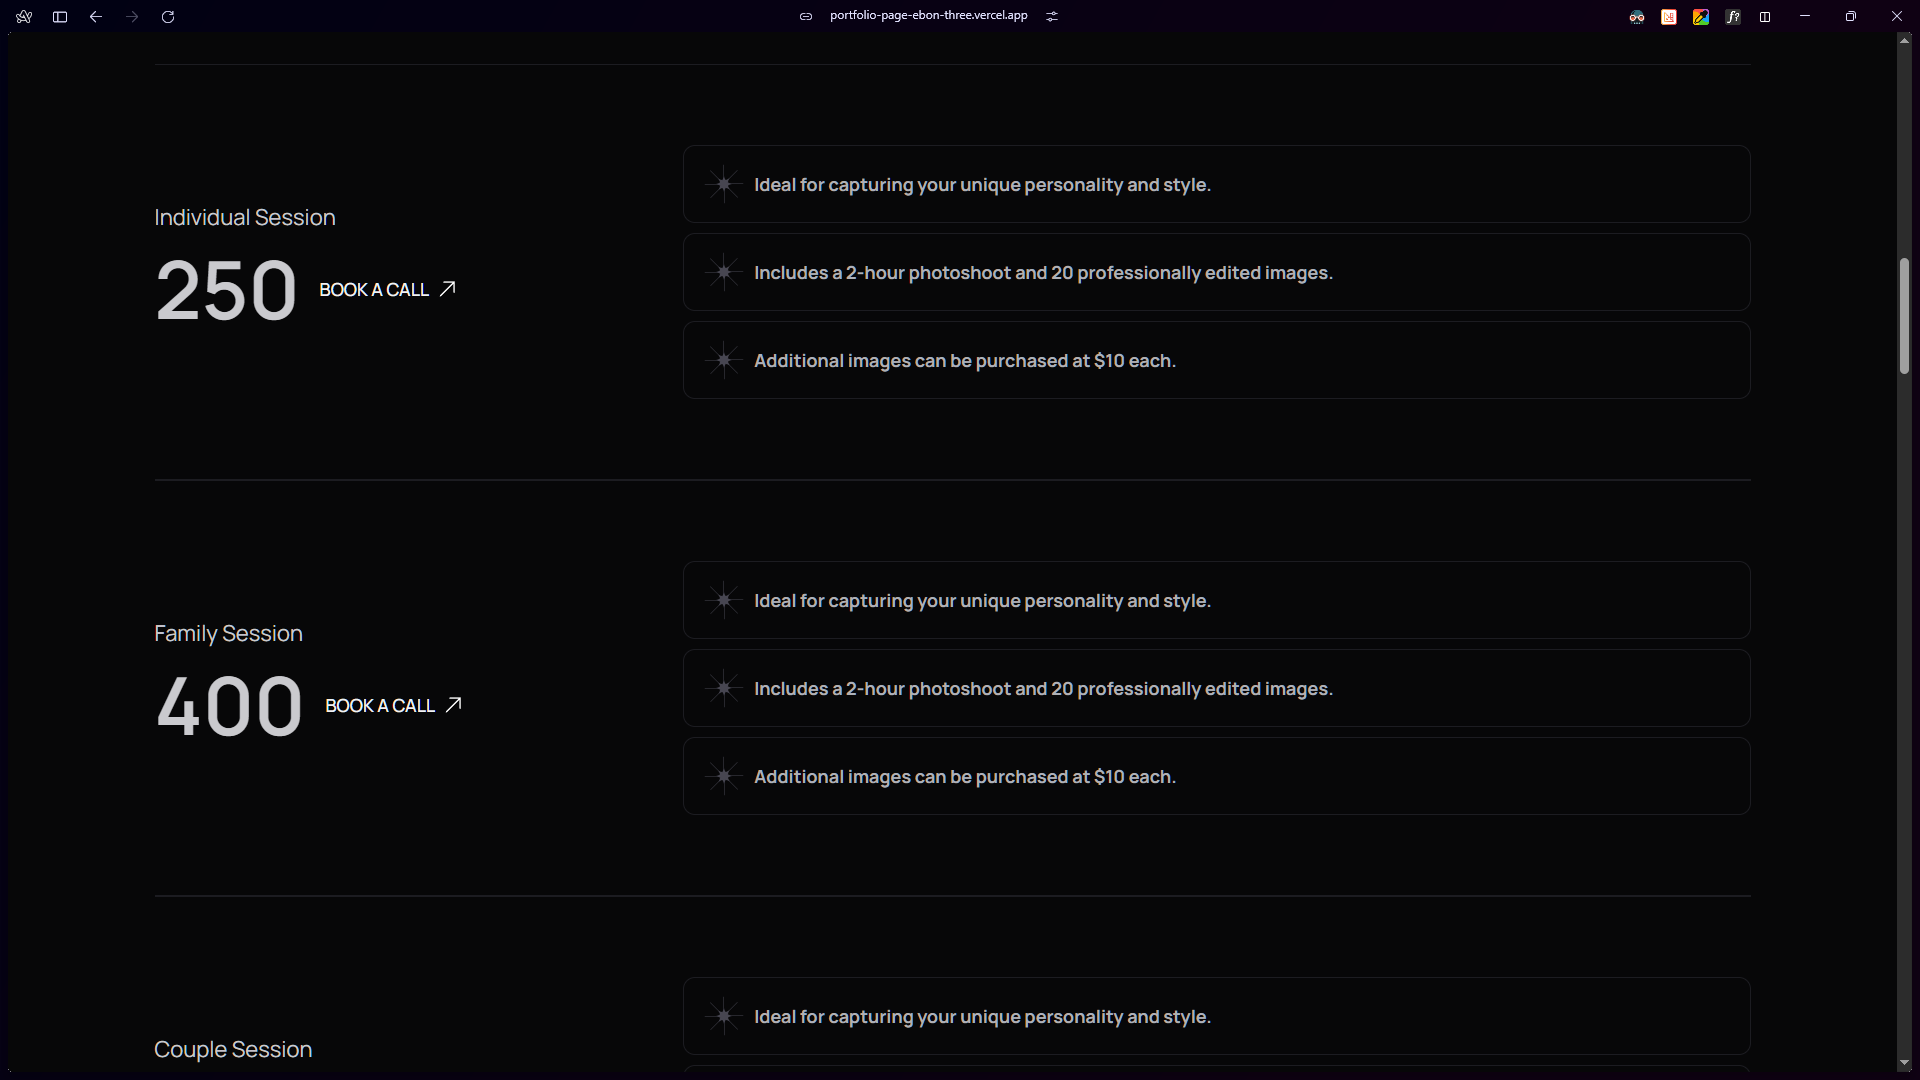 portfolio-page-ebon-three.vercel.app
Individual Session
250 BOOK A CALL
Ideal for capturing your unique personality and style.
Includes a 2-hour photoshoot and 20 professionally edited images.
Additional images can be purchased at $10 each.
Family Session
400 BOOK A CALL
Ideal for capturing your unique personality and style.
Includes a 2-hour photoshoot and 20 professionally edited images.
Additional images can be purchased at $10 each.
Couple Session
Ideal for capturing your unique personality and style.